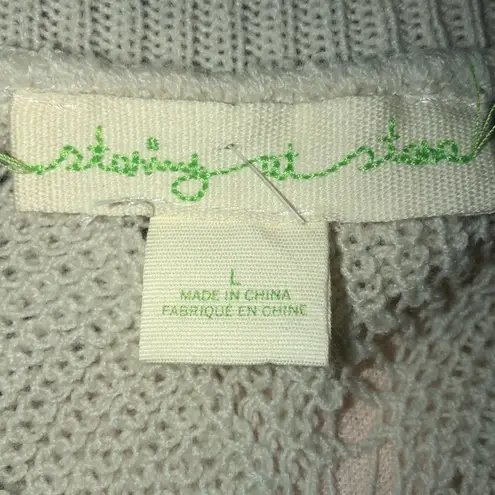 staring at stars
L
MADE IN CHINA
FABRIQUÉ EN CHINE